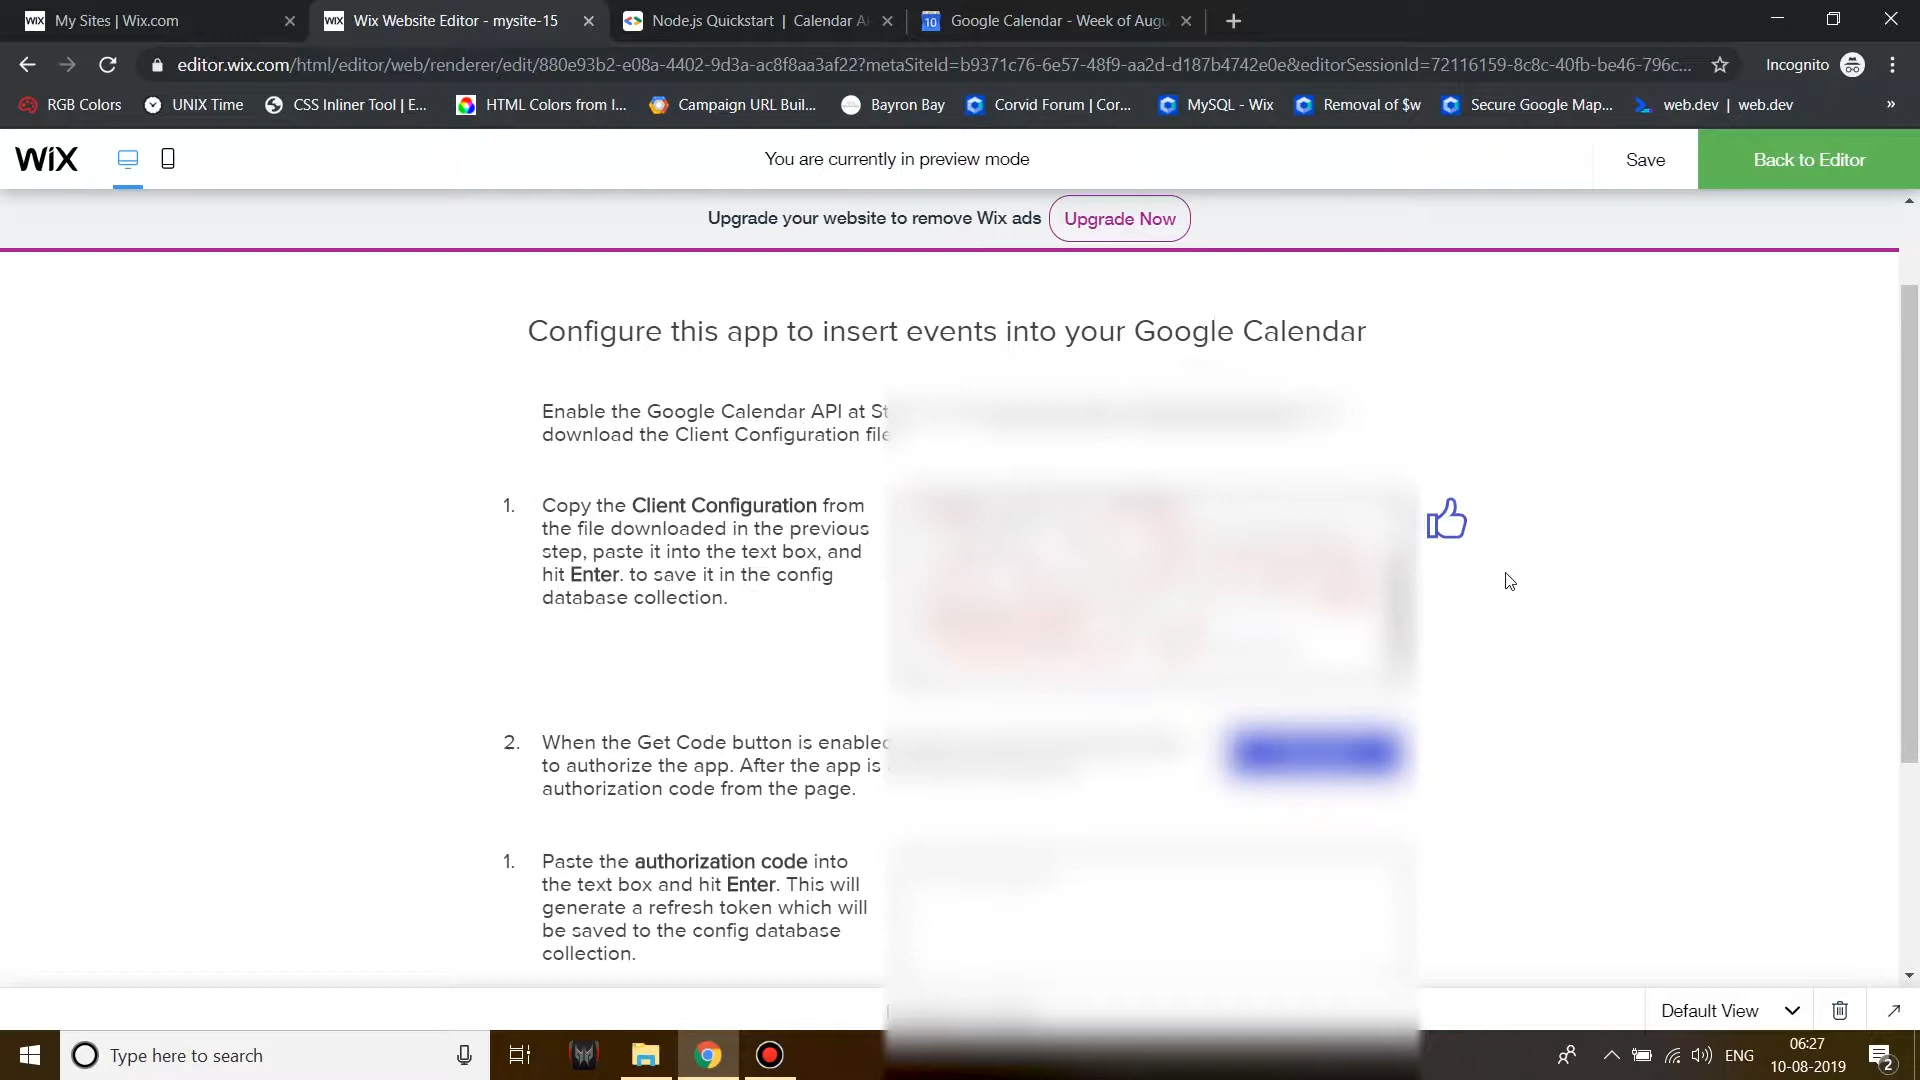 My Sites | Wix.com
Wix Website Editor - mysite-15
Node.js Quickstart | Calendar A
Google Calendar - Week of Augu
editor.wix.com/html/editor/web/renderer/edit/880e93b2-e08a-4402-9d3a-ac8f8aa3af22?metaSiteId=b9371c76-6e57-48f9-aa2d-d187b4742e0e&editorSessionId=72116159-8c8c-40fb-be46-796c...
Incognito
RGB Colors
UNIX Time
CSS Inliner Tool | E...
HTML Colors from I...
Campaign URL Buil...
Bayron Bay
Corvid Forum | Cor...
MySQL - Wix
Removal of $w
Secure Google Map...
web.dev | web.dev
»
WiX
You are currently in preview mode
Save
Back to Editor
Upgrade your website to remove Wix ads
Upgrade Now
Configure this app to insert events into your Google Calendar
Enable the Google Calendar API at St
download the Client Configuration file
1. Copy the Client Configuration from
the file downloaded in the previous
step, paste it into the text box, and
hit Enter. to save it in the config
database collection.
2. When the Get Code button is enabled
to authorize the app. After the app is
authorization code from the page.
1. Paste the authorization code into
the text box and hit Enter. This will
generate a refresh token which will
be saved to the config database
collection.
Default View
Type here to search
ENG
06:27
10-08-2019
2